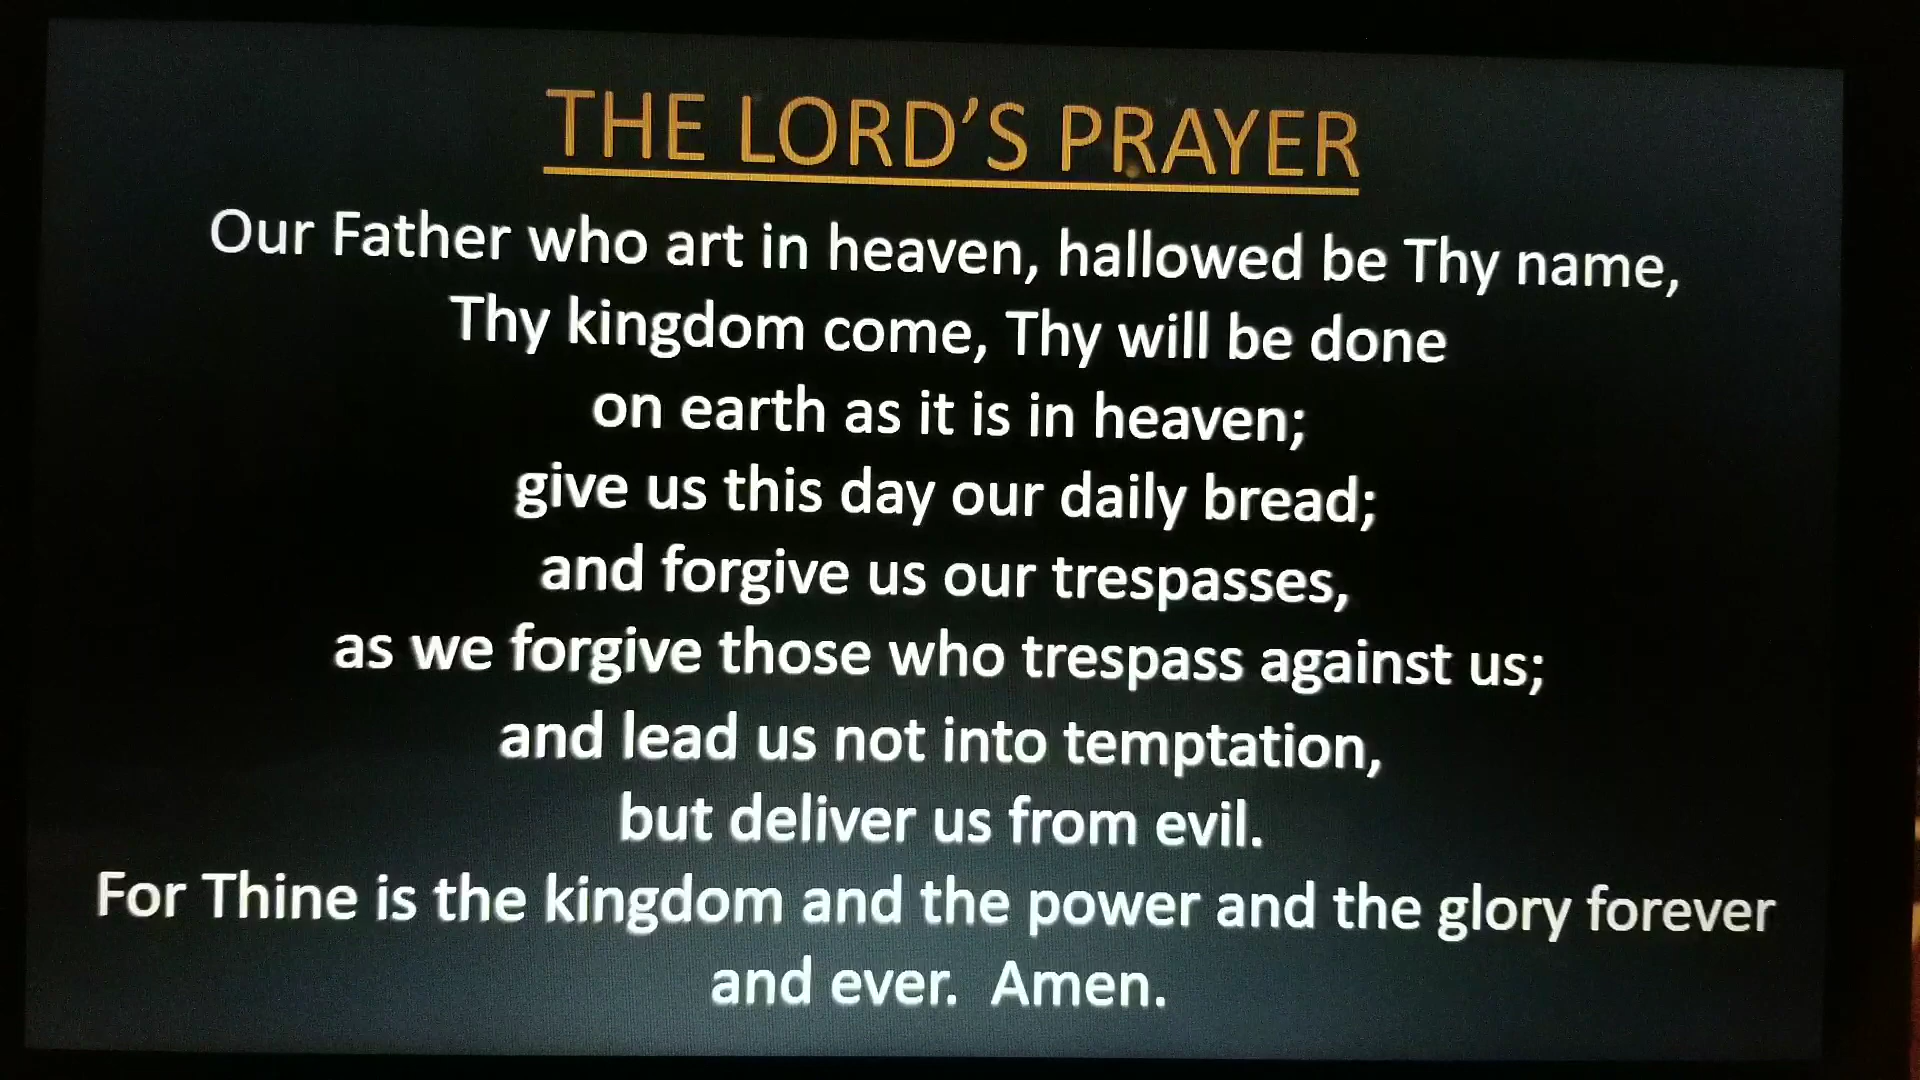 THE LORD'S PRAYER
Our Father who art in heaven, hallowed be Thy name,
Thy kingdom come, Thy will be done
on earth as it is in heaven;
give us this day our daily bread;
and forgive us our trespasses,
as we forgive those who trespass against us;
and lead us not into temptation,
but deliver us from evil.
For Thine is the kingdom and the power and the glory forever
and ever.  Amen.